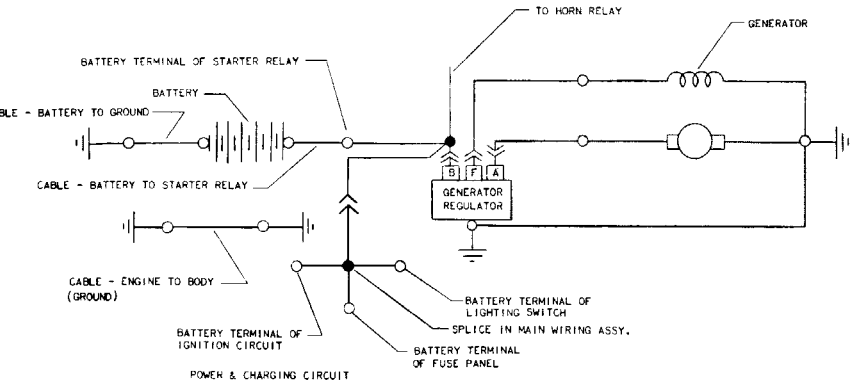 TO HORN RELAY
GENERATOR
BATTERY TERMINAL OF STARTER RELAY
BATTERY
BLE - BATTERY TO GROUND
CABLE - BATTERY TO STARTER RELAY
B F A
GENERATOR
REGULATOR
CABLE - ENGINE TO BODY
(GROUND)
BATTERY TERMINAL OF
LIGHTING SWITCH
SPLICE IN MAIN WIRING ASSY.
BATTERY TERMINAL OF
IGNITION CIRCUIT
BATTERY TERMINAL
OF FUSE PANEL
POWER & CHARGING CIRCUIT